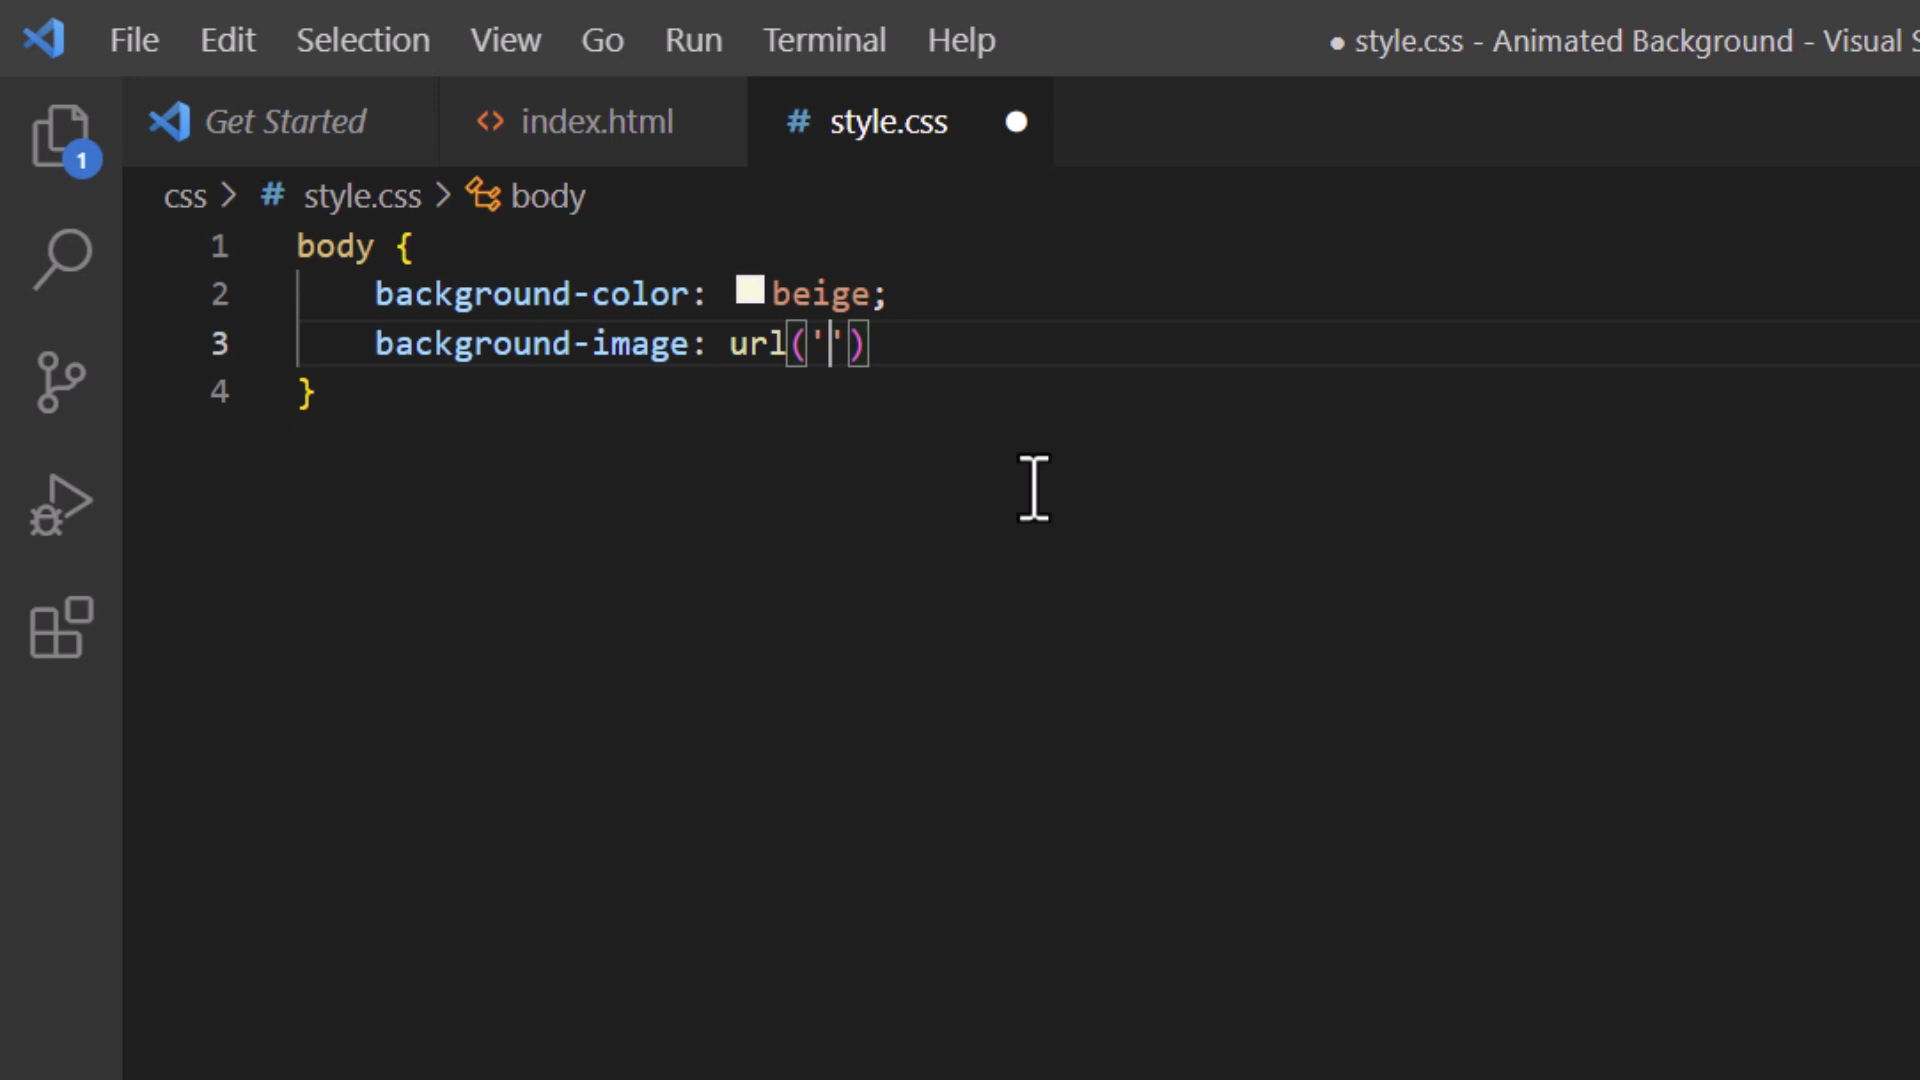 File Edit Selection View Go Run Terminal Help ● style.css - Animated Background - Visual S
Get Started <> index.html # style.css ●
1
css > # style.css > body
1 body {
2 background-color: beige;
3 background-image: url('')
4 }